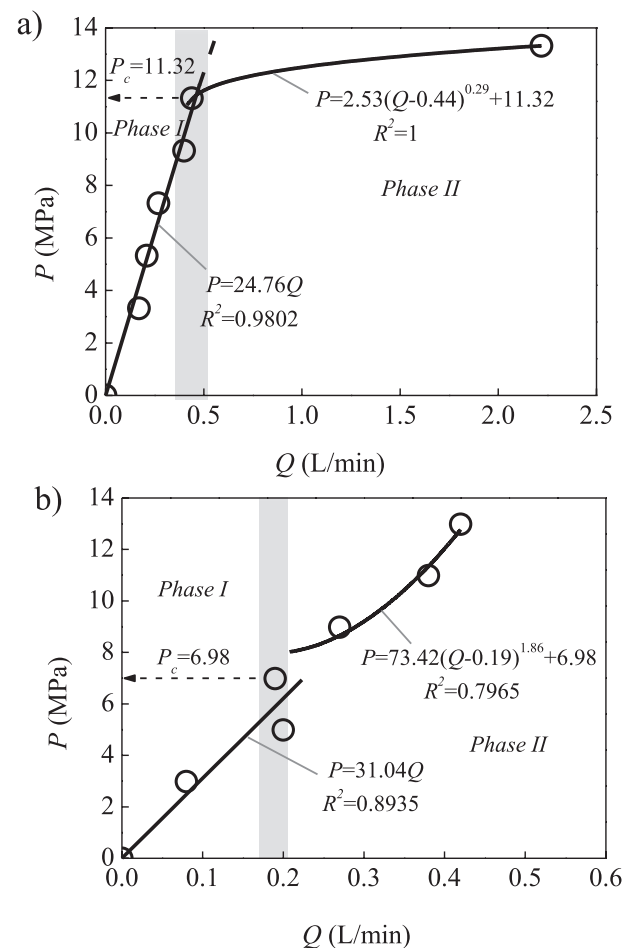 a)
14
12
10
8
6
4
2
0
P (MPa)
P_c=11.32
Phase I
P=2.53(Q-0.44)^0.29+11.32
R^2=1
Phase II
P=24.76Q
R^2=0.9802
0.0 0.5 1.0 1.5 2.0 2.5
Q (L/min)
b)
14
12
10
8
6
4
2
0
P (MPa)
Phase I
P_c=6.98
P=73.42(Q-0.19)^1.86+6.98
R^2=0.7965
Phase II
P=31.04Q
R^2=0.8935
0.0 0.1 0.2 0.3 0.4 0.5 0.6
Q (L/min)